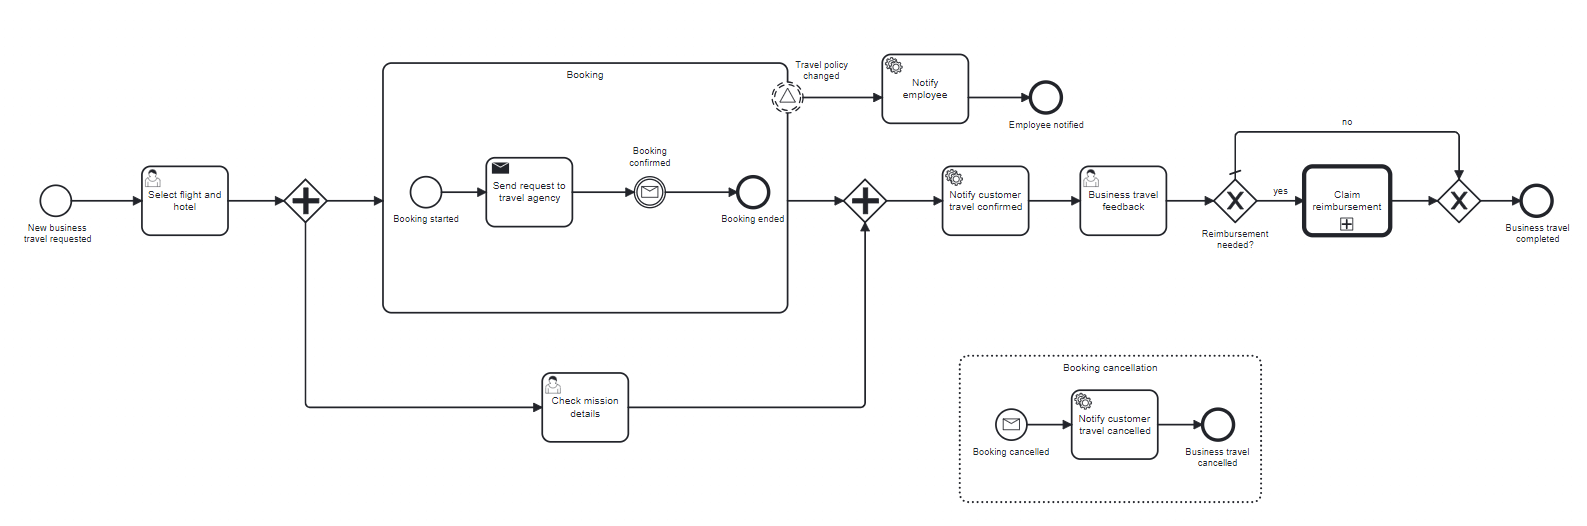 Booking
Travel policy
changed
Notify
employee
Employee notified
no
New business
travel requested
Select flight and
hotel
Booking started
Send request to
travel agency
Booking
confirmed
Booking ended
Notify customer
travel confirmed
Business travel
feedback
Reimbursement
needed?
yes
Claim
reimbursement
Business travel
completed
Check mission
details
Booking cancellation
Booking cancelled
Notify customer
travel cancelled
Business travel
cancelled